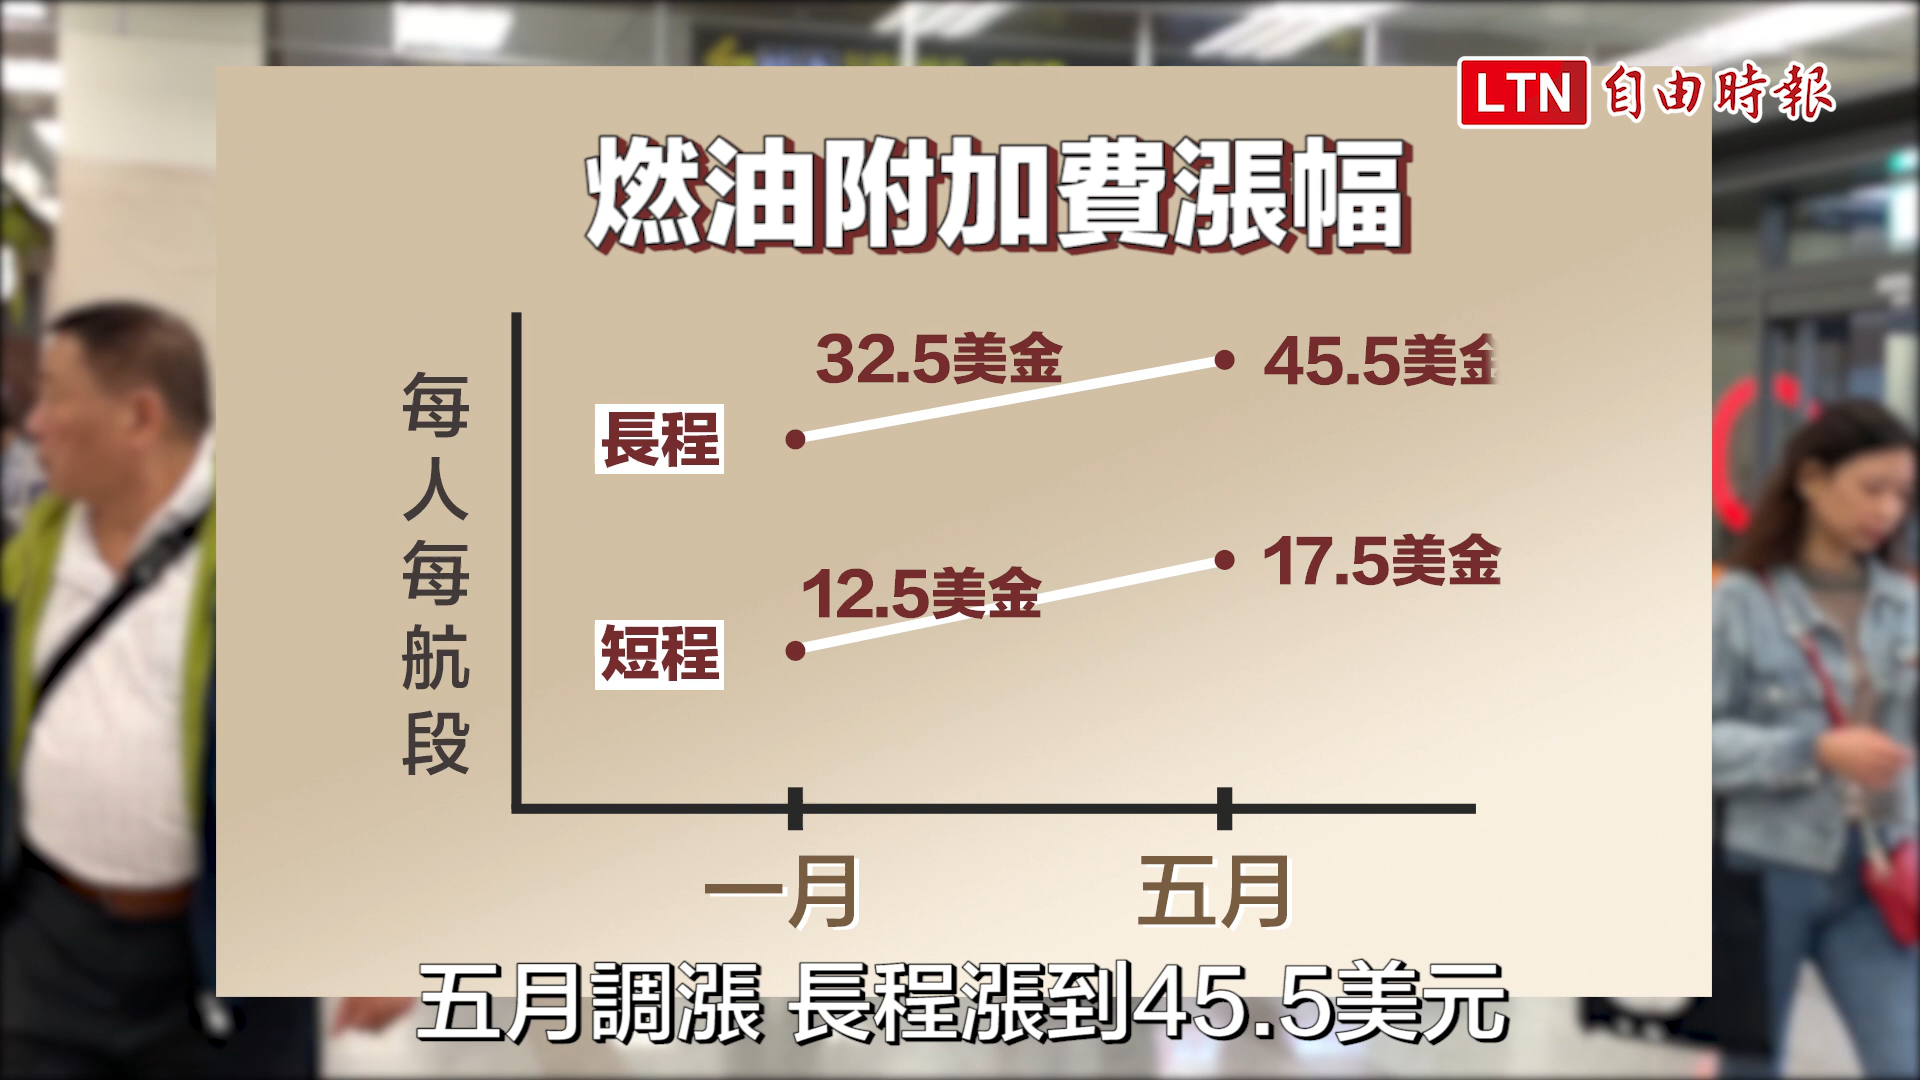 LTN 自由時報
燃油附加費漲幅
每人每航段
32.5美金
45.5美金
長程
12.5美金
17.5美金
短程
一月
五月
五月調漲 長程漲到45.5美元